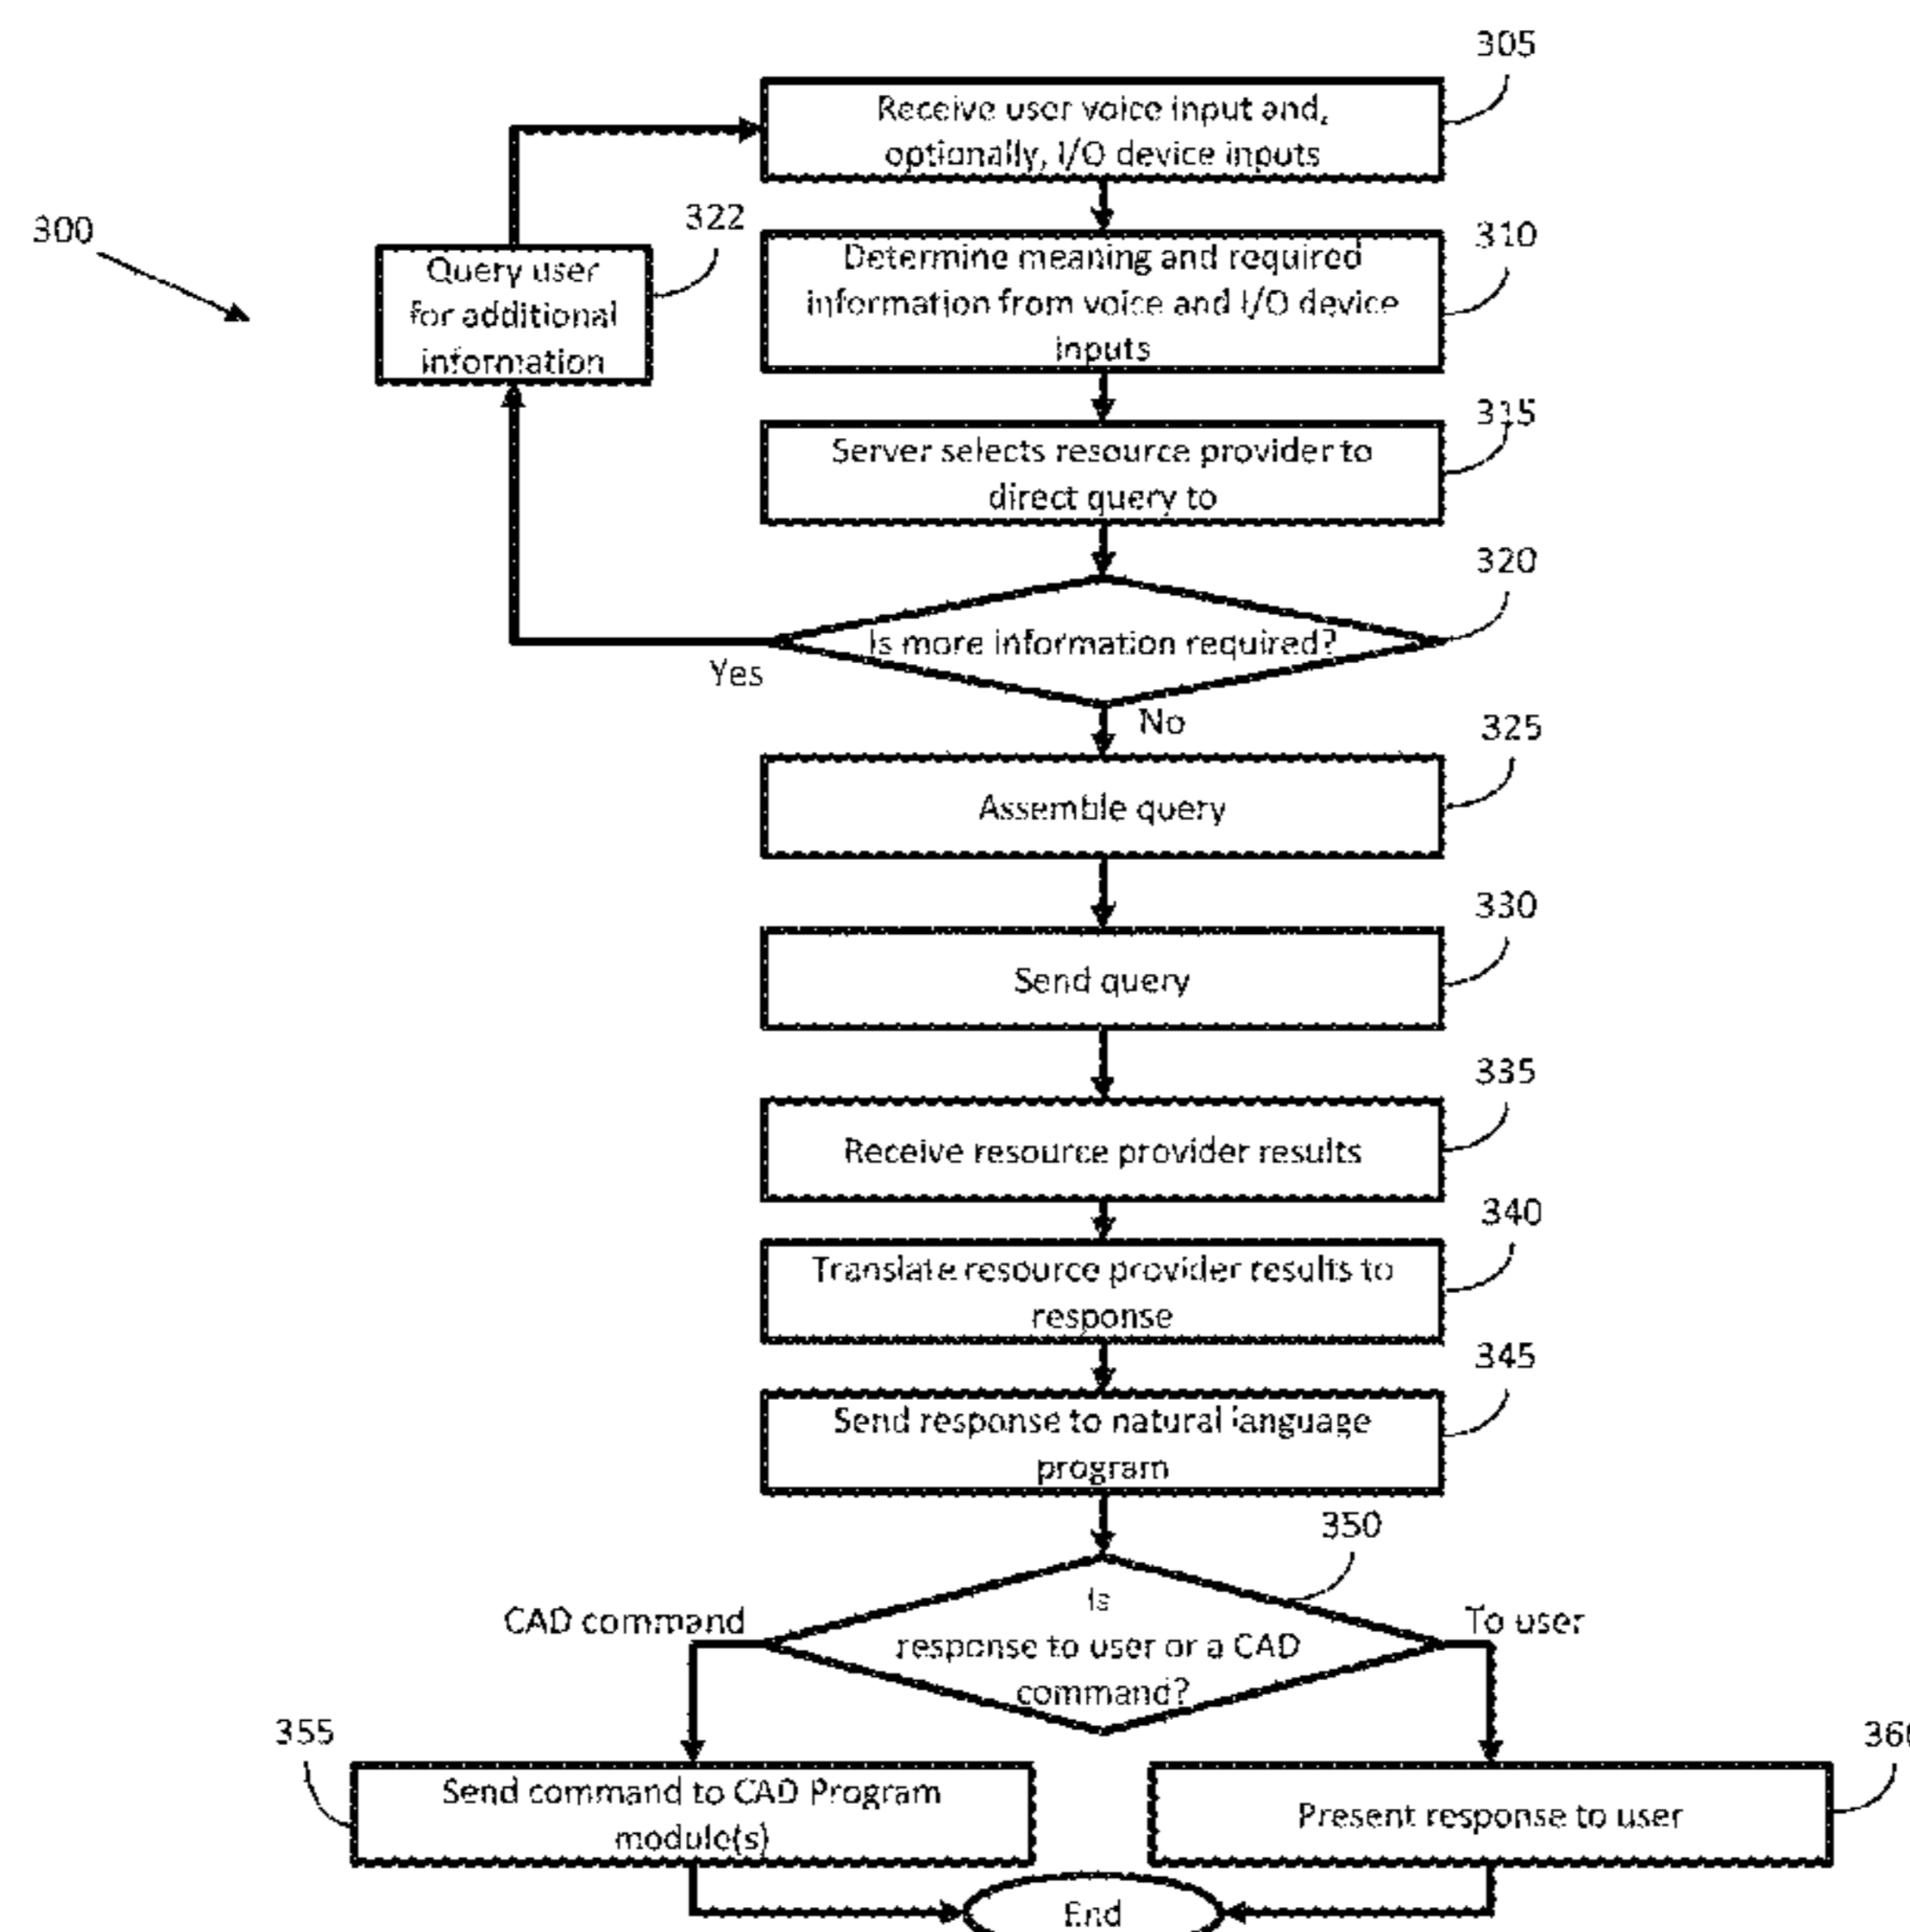 305
Receive user voice input and,
optionally, I/O device inputs
300
322
Query user
for additional
information
310
Determine meaning and required
information from voice and I/O device
inputs
315
Server selects resource provider to
direct query to
320
Is more information required?
Yes
No
325
Assemble query
330
Send query
335
Receive resource provider results
340
Translate resource provider results to
response
345
Send response to natural language
program
350
Is
response to user or a CAD
command?
CAD command
To user
355
Send command to CAD Program
module(s)
360
Present response to user
End